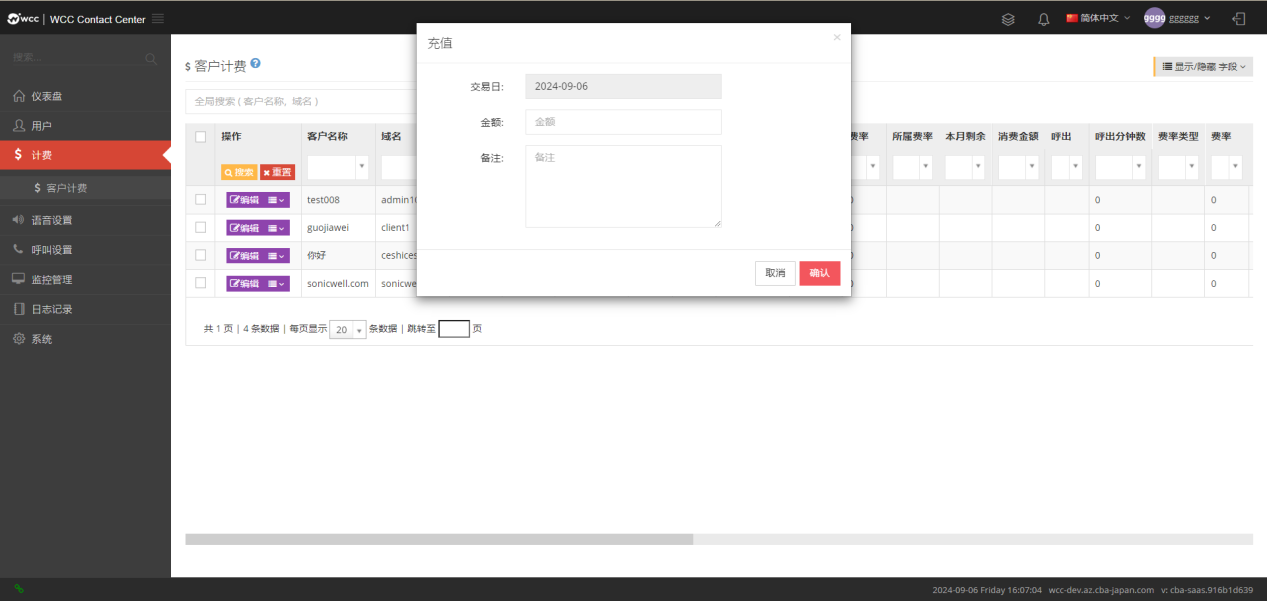 wcc | WCC Contact Center
简体中文
gggg gggggg
搜索...
仪表盘
用户
$ 计费
$ 客户计费
语音设置
呼叫设置
监控管理
日志记录
系统
$ 客户计费 ?
显示/隐藏 字段
全局搜索 ( 客户名称, 域名 )
操作 客户名称 域名 费率 所属费率 本月剩余 消费金额 呼出 呼出分钟数 费率类型 费率
搜索 重置
编辑 test008 admin10 0 0 0
编辑 guojiawei client1 0 0 0
编辑 你好 ceshices 0 0 0
编辑 sonicwell.com sonicwe 0 0 0
共 1 页 | 4 条数据 | 每页显示 20 条数据 | 跳转至 页
充值 ×
交易日: 2024-09-06
金额: 金额
备注: 备注
取消 确认
2024-09-06 Friday 16:07:04 wcc-dev.az.cba-japan.com v: cba-saas.916b1d639